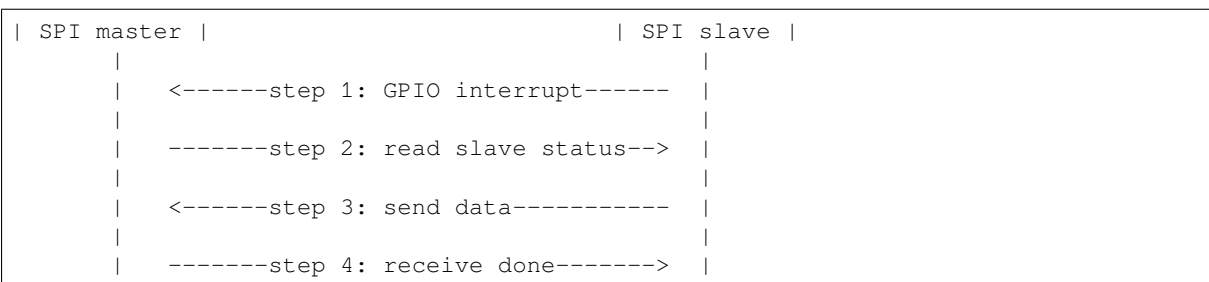 | SPI master |                                 | SPI slave |
       |                                               |
       |   <------step 1: GPIO interrupt------  |
       |                                               |
       |   -------step 2: read slave status-->  |
       |                                               |
       |   <------step 3: send data-----------  |
       |                                               |
       |   -------step 4: receive done------->  |